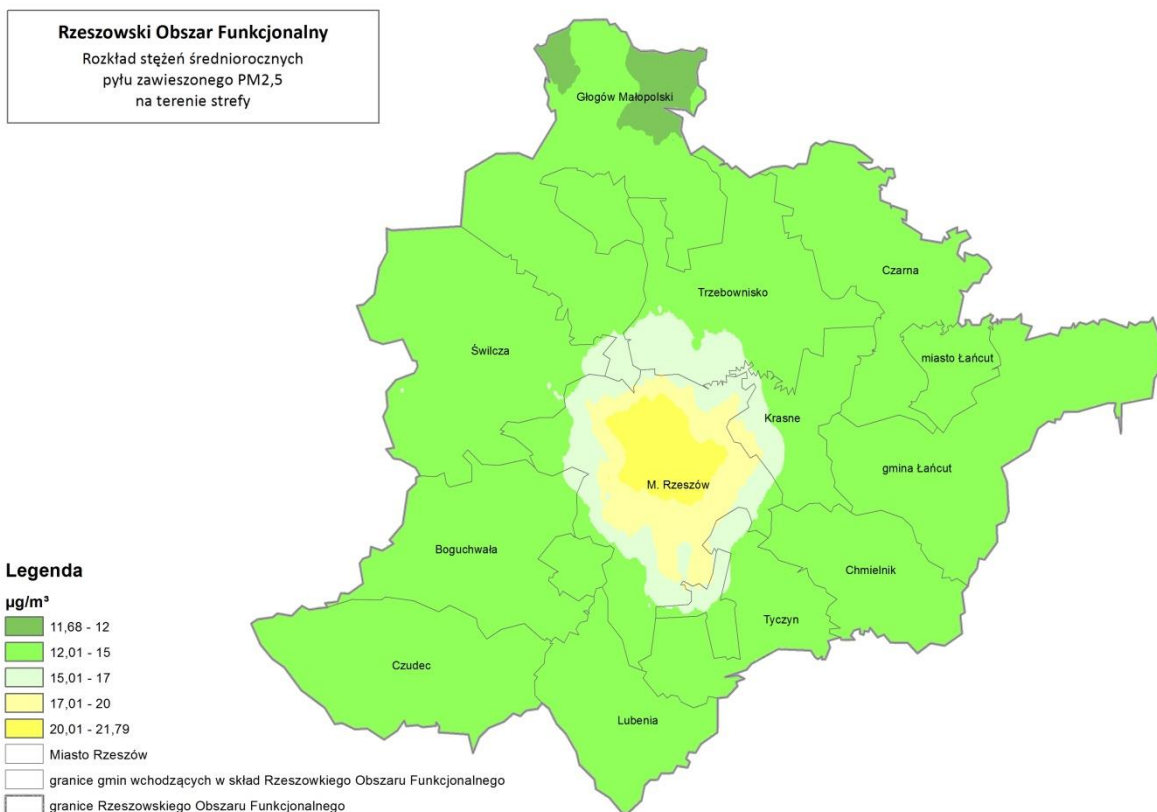 Rzeszowski Obszar Funkcjonalny
Rozkład stężeń średniorocznych
pyłu zawieszonego PM2,5
na terenie strefy
Głogów Małopolski
Czarna
Trzebownisko
Świlcza
miasto Łańcut
Krasne
gmina Łańcut
M. Rzeszów
Boguchwała
Chmielnik
Tyczyn
Czudec
Lubenia
Legenda
µg/m³
11,68 - 12
12,01 - 15
15,01 - 17
17,01 - 20
20,01 - 21,79
Miasto Rzeszów
granice gmin wchodzących w skład Rzeszowkiego Obszaru Funkcjonalnego
granice Rzeszowskiego Obszaru Funkcjonalnego